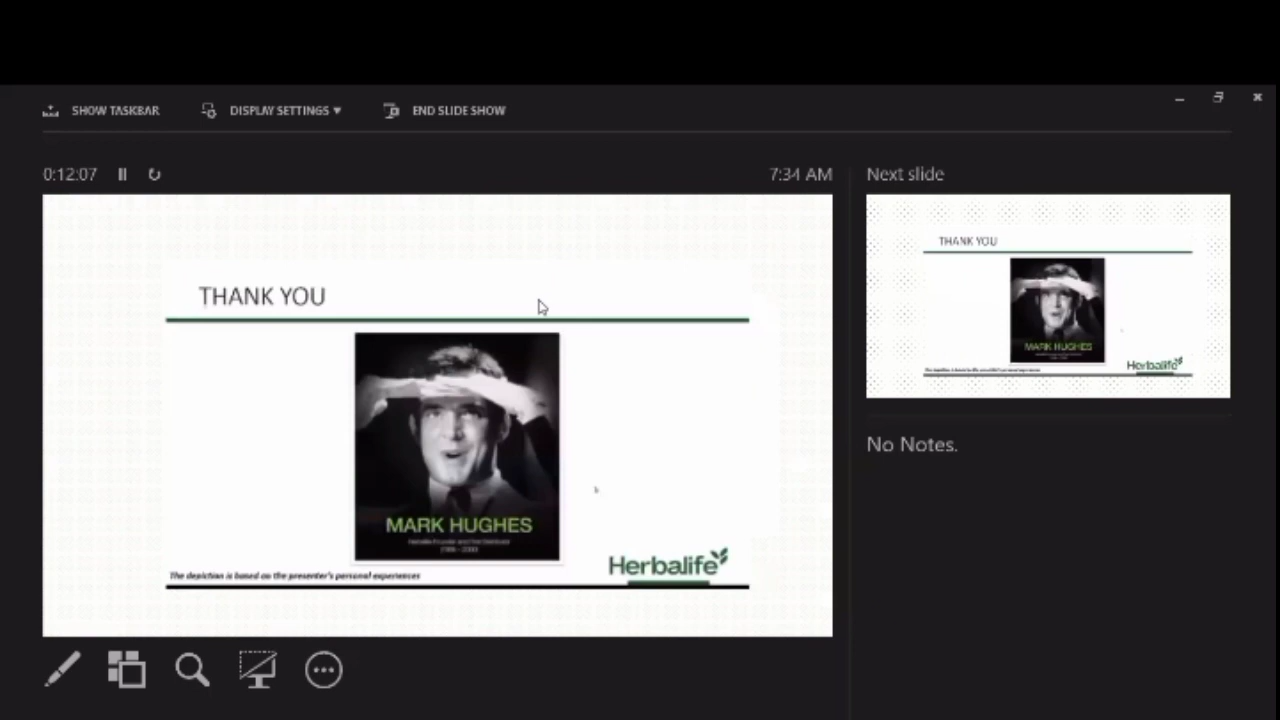 SHOW TASKBAR
DISPLAY SETTINGS ▼
END SLIDE SHOW
0:12:07
7:34 AM
Next slide
THANK YOU
MARK HUGHES
The depiction is based on the presenter's personal experiences
Herbalife
THANK YOU
MARK HUGHES
Herbalife
No Notes.